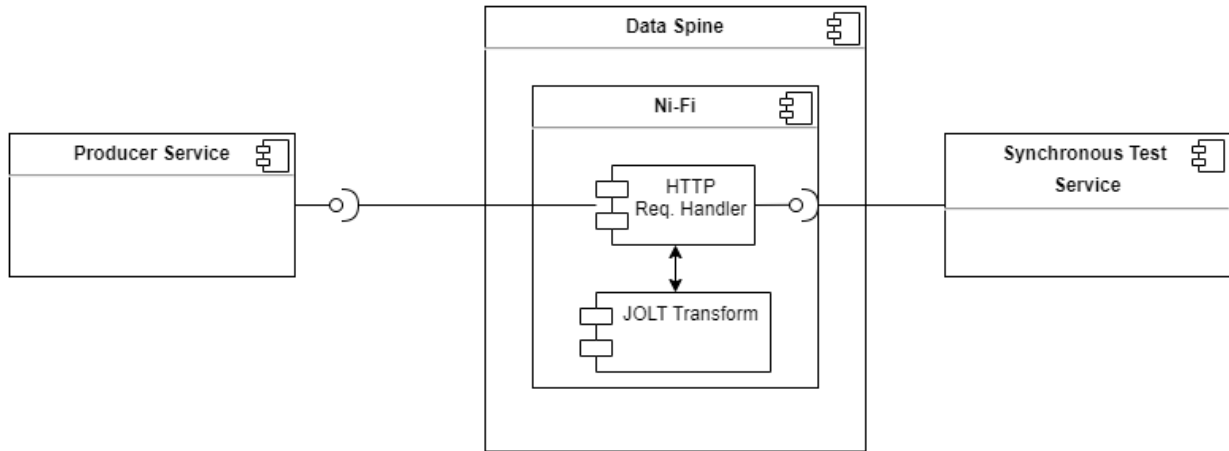 Data Spine
Ni-Fi
Producer Service
HTTP
Req. Handler
JOLT Transform
Synchronous Test
Service